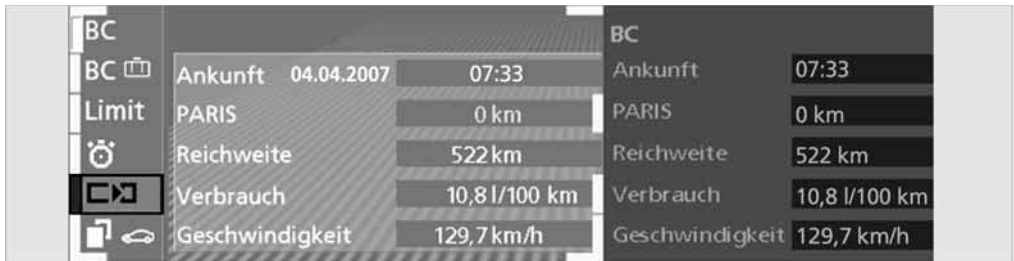 BC
BC
Limit
Ankunft 04.04.2007 07:33
PARIS 0 km
Reichweite 522 km
Verbrauch 10,8 l/100 km
Geschwindigkeit 129,7 km/h
BC
Ankunft 07:33
PARIS 0 km
Reichweite 522 km
Verbrauch 10,8 l/100 km
Geschwindigkeit 129,7 km/h